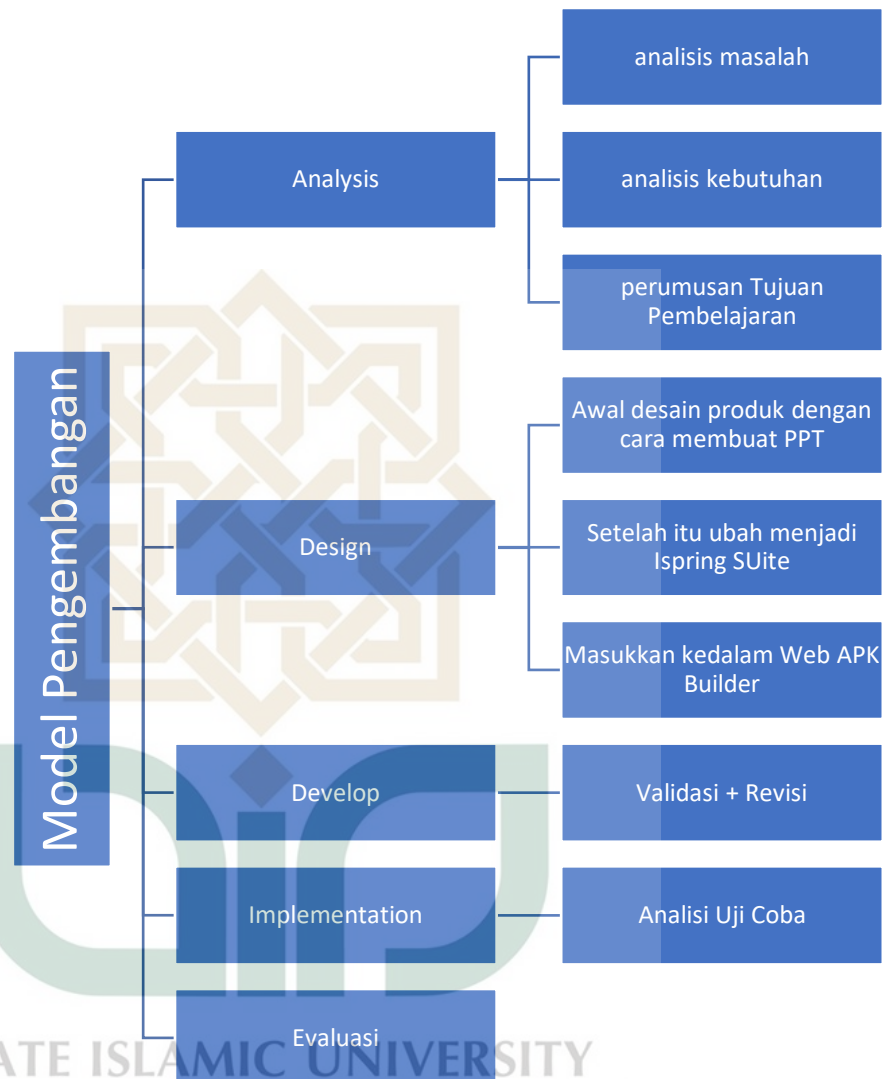 Model Pengembangan
Analysis
analisis masalah
analisis kebutuhan
perumusan Tujuan
Pembelajaran
Design
Awal desain produk dengan
cara membuat PPT
Setelah itu ubah menjadi
Ispring SUite
Masukkan kedalam Web APK
Builder
Develop
Validasi + Revisi
Implementation
Analisi Uji Coba
Evaluasi
ATE ISLAMIC UNIVERSITY